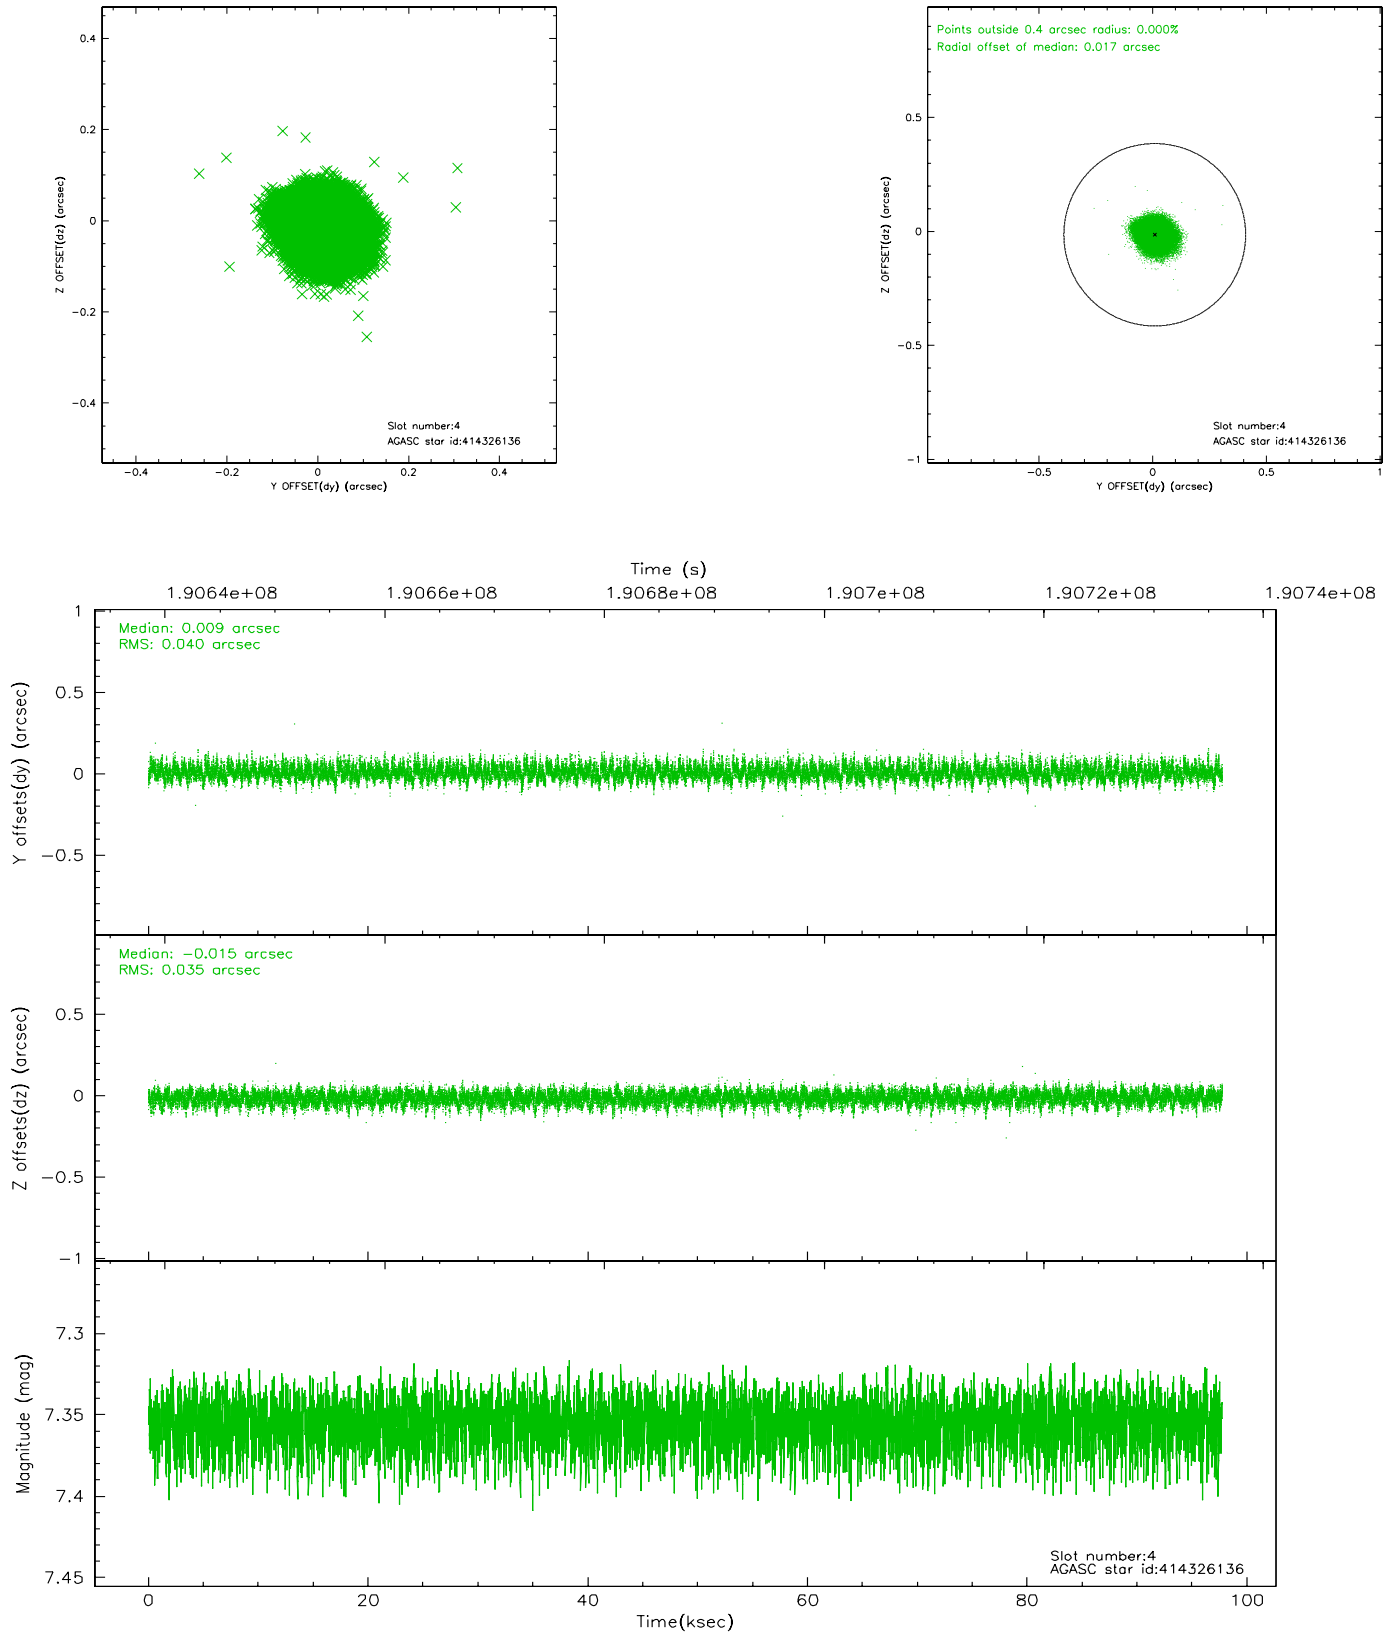 0.4
0.2
0
−0.2
−0.4
Z OFFSET(dz) (arcsec)
Slot number:4
AGASC star id:414326136
−0.4 −0.2 0 0.2 0.4
Y OFFSET(dy) (arcsec)
Points outside 0.4 arcsec radius: 0.000%
Radial offset of median: 0.017 arcsec
0.5
0
−0.5
−1
Z OFFSET(dz) (arcsec)
Slot number:4
AGASC star id:414326136
−0.5 0 0.5 1
Y OFFSET(dy) (arcsec)
Time (s)
1.9064e+08 1.9066e+08 1.9068e+08 1.907e+08 1.9072e+08 1.9074e+08
Median: 0.009 arcsec
RMS: 0.040 arcsec
1
0.5
0
−0.5
Y offsets(dy) (arcsec)
Median: −0.015 arcsec
RMS: 0.035 arcsec
0.5
0
−0.5
−1
Z offsets(dz) (arcsec)
7.3
7.35
7.4
7.45
Magnitude (mag)
Slot number:4
AGASC star id:414326136
0 20 40 60 80 100
Time(ksec)